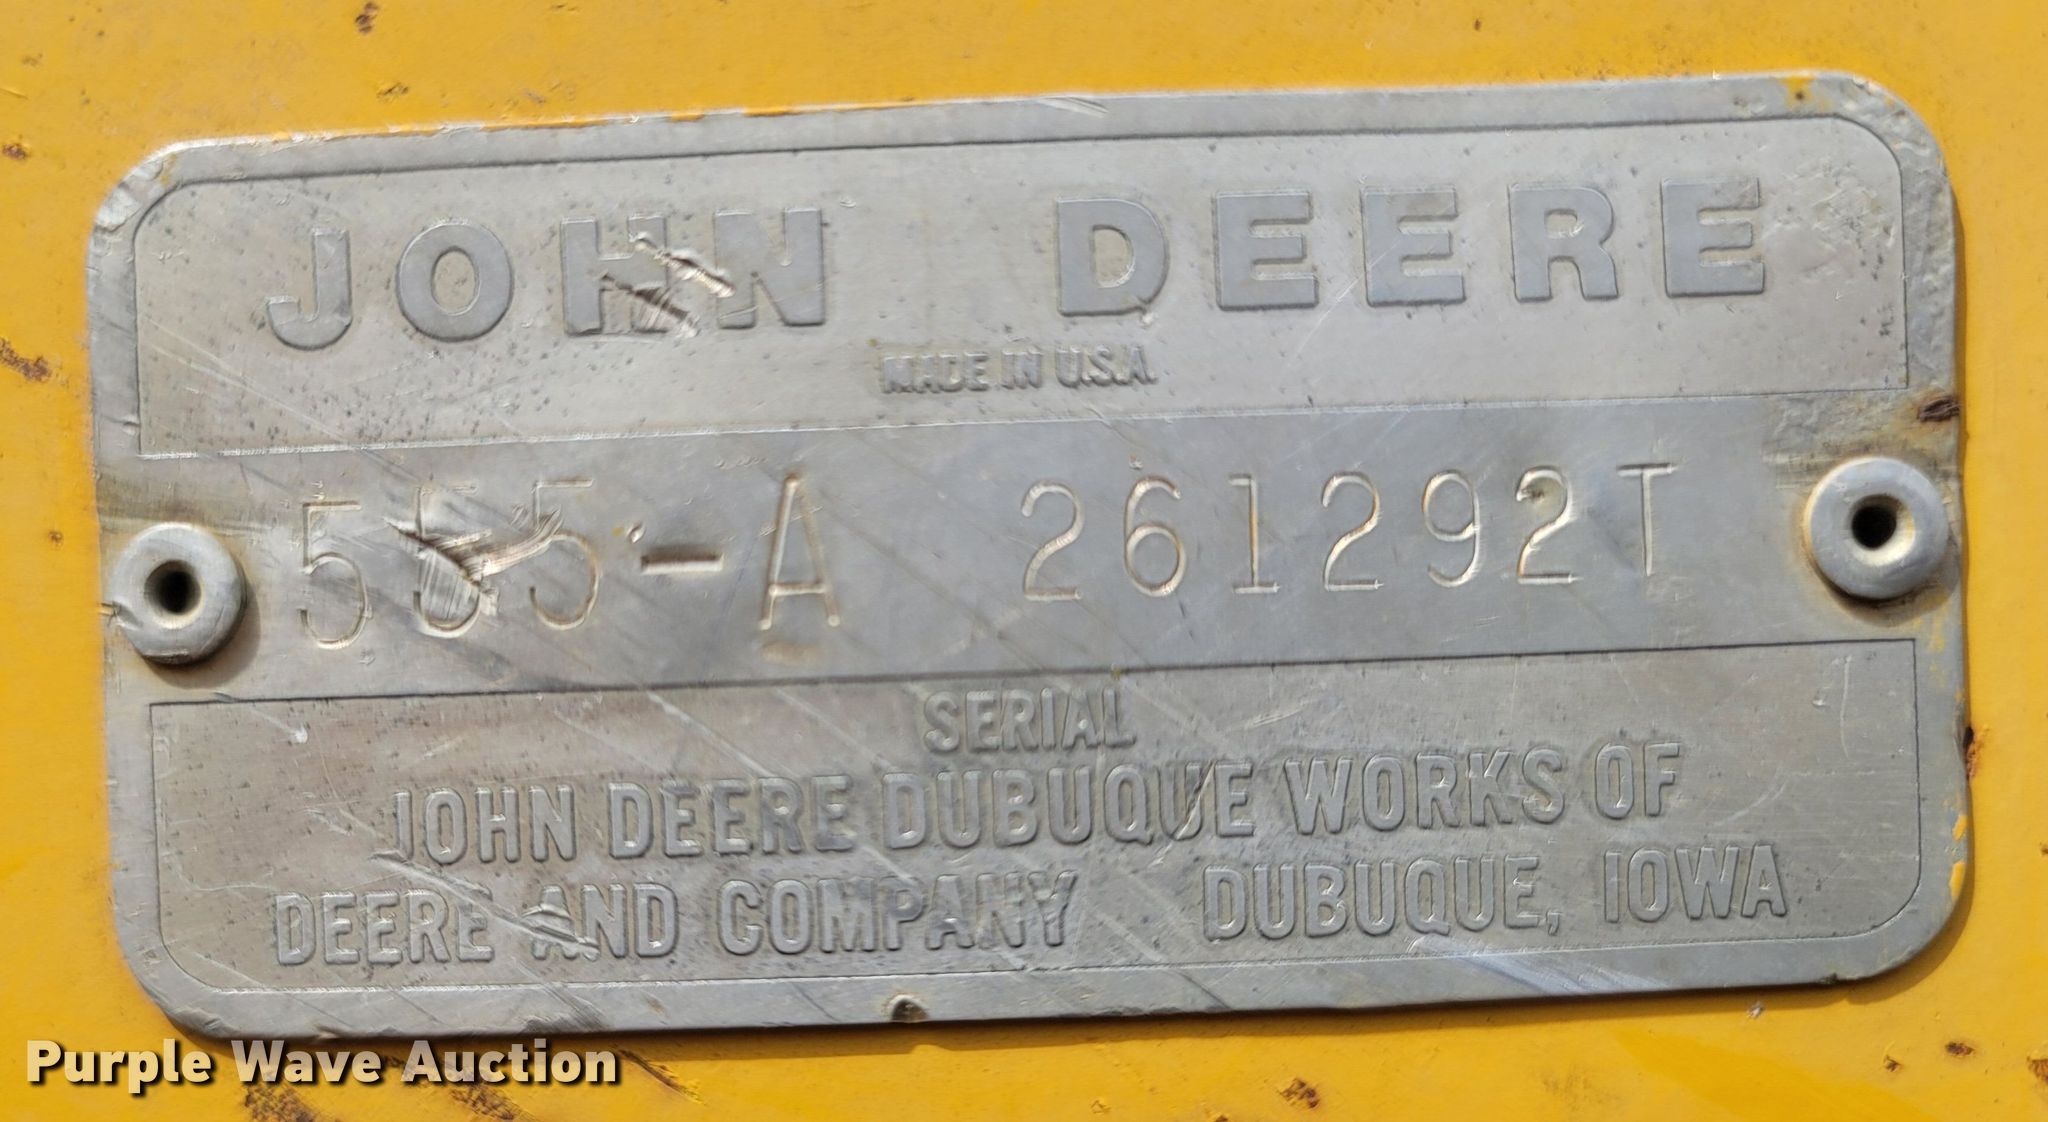 JOHN DEERE
MADE IN U.S.A.
555-A 261292T
SERIAL
JOHN DEERE DUBUQUE WORKS OF
DEERE AND COMPANY DUBUQUE, IOWA
Purple Wave Auction